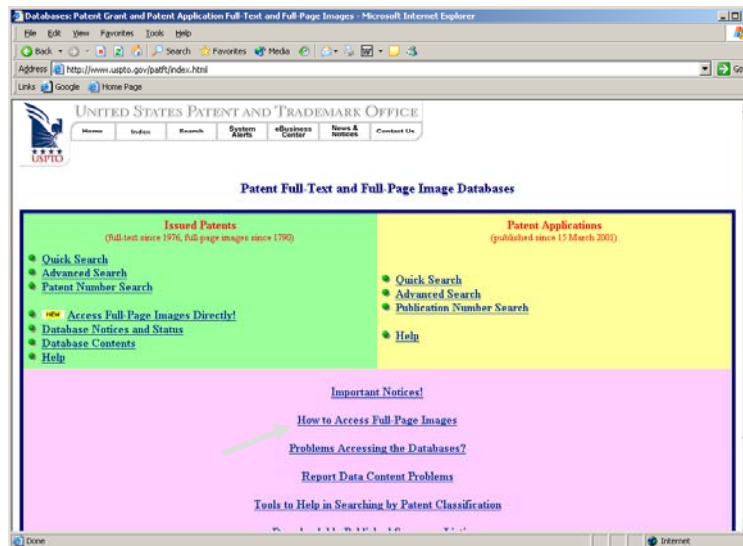 Databases: Patent Grant and Patent Application Full-Text and Full-Page Images - Microsoft Internet Explorer
File Edit View Favorites Tools Help
Back Search Favorites Media
Address http://www.uspto.gov/patft/index.html Go
Links Google Home Page
UNITED STATES PATENT AND TRADEMARK OFFICE
Home Index Search System Alerts eBusiness Center News & Notices Contact Us
USPTO
Patent Full-Text and Full-Page Image Databases
Issued Patents
(full-text since 1976, full-page images since 1790)
Quick Search
Advanced Search
Patent Number Search
NEW Access Full-Page Images Directly!
Database Notices and Status
Database Contents
Help
Patent Applications
(published since 15 March 2001)
Quick Search
Advanced Search
Publication Number Search
Help
Important Notices!
How to Access Full-Page Images
Problems Accessing the Databases?
Report Data Content Problems
Tools to Help in Searching by Patent Classification
Done Internet